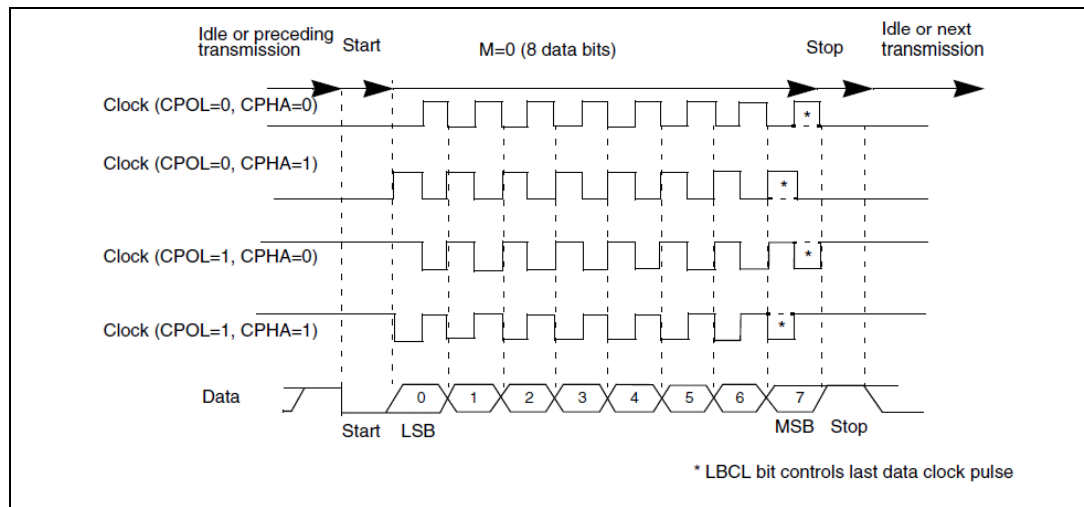 Idle or preceding transmission
Start
M=0 (8 data bits)
Stop
Idle or next transmission
Clock (CPOL=0, CPHA=0)
*
Clock (CPOL=0, CPHA=1)
*
Clock (CPOL=1, CPHA=0)
*
Clock (CPOL=1, CPHA=1)
*
Data
0 1 2 3 4 5 6 7
Start LSB MSB Stop
* LBCL bit controls last data clock pulse